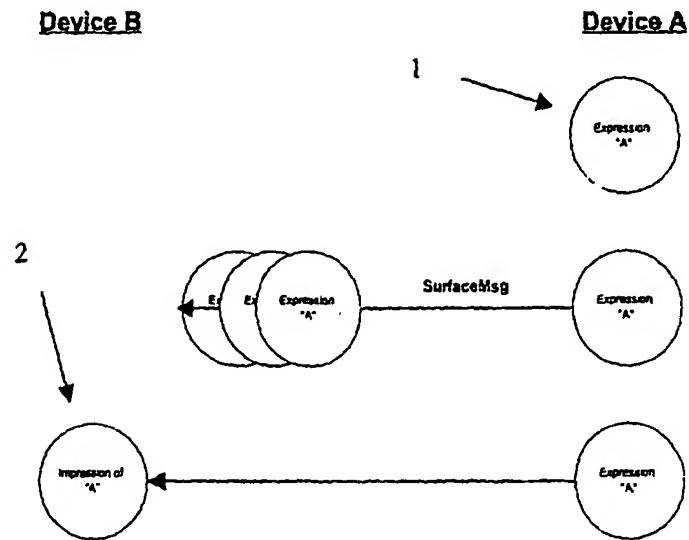 Device B
Device A
1
Expression
"A"
2
SurfaceMsg
Expression
"A"
Expression
"A"
Impression of
"A"
Expression
"A"